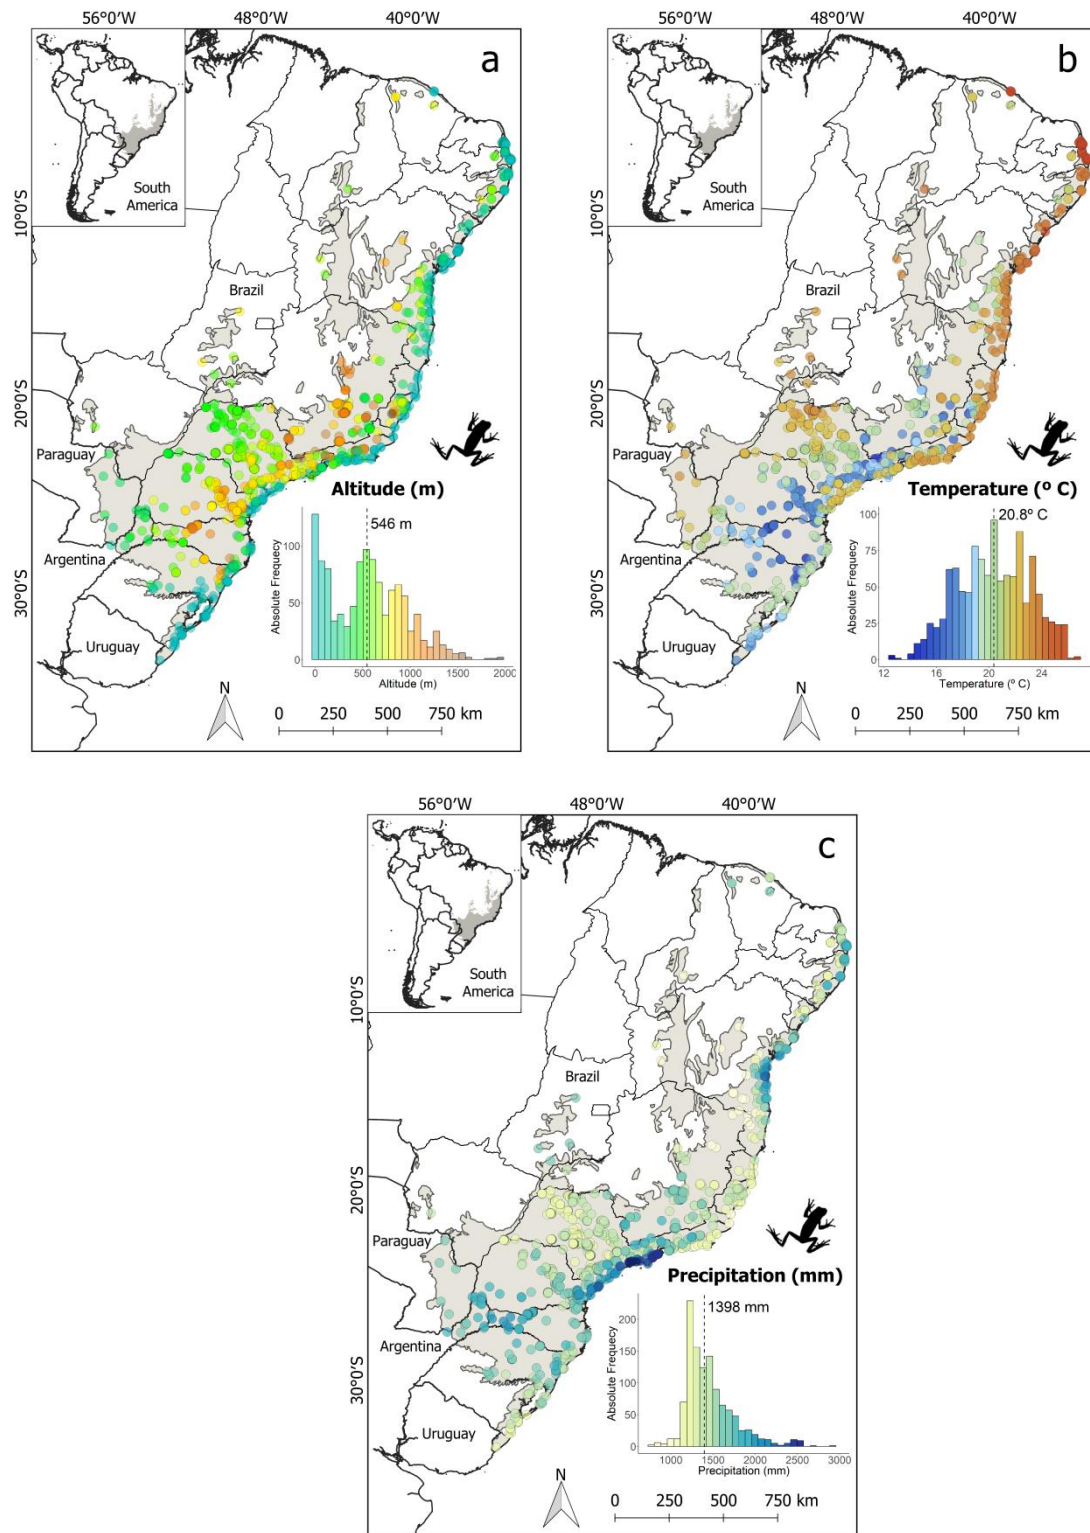 56°0'W 48°0'W 40°0'W
a
South
America
10°0'S
Brazil
20°0'S
Paraguay
Altitude (m)
546 m
Argentina
30°0'S
Uruguay
Absolute Frequecy
100
50
0
0 500 1000 1500 2000
Altitude (m)
N
0 250 500 750 km
56°0'W 48°0'W 40°0'W
b
South
America
10°0'S
Brazil
20°0'S
Paraguay
Temperature (º C)
20.8º C
Argentina
30°0'S
Uruguay
Absolute Frequecy
100
75
50
25
0
12 16 20 24
Temperature (º C)
N
0 250 500 750 km
56°0'W 48°0'W 40°0'W
c
South
America
10°0'S
Brazil
20°0'S
Paraguay
Precipitation (mm)
1398 mm
Argentina
30°0'S
Uruguay
Absolute Frequecy
200
150
100
50
0
1000 1500 2000 2500 3000
Precipitation (mm)
N
0 250 500 750 km